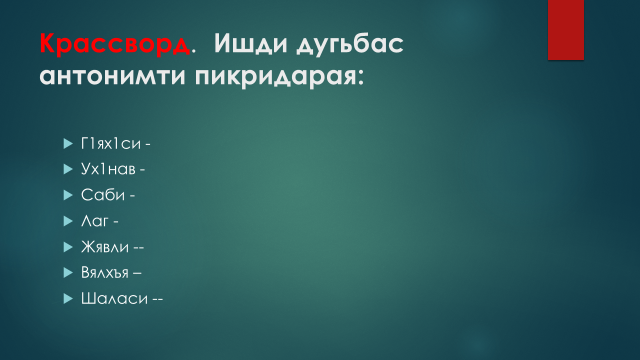 Крассворд.  Ишди дугьбас
антонимти пикридарая:
Г1ях1си -
Ух1нав -
Саби -
Лаг -
Жявли --
Вялхъя –
Шаласи --